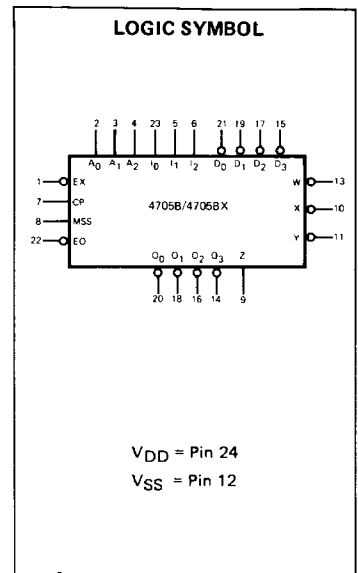 LOGIC SYMBOL
2 3 4 23 5 6 21 19 17 15
A0 A1 A2 I0 I1 I2 D0 D1 D2 D3
1 EX W 13
7 CP 4705B/4705BX X 10
8 MSS Y 11
22 EO
O0 O1 O2 O3 Z
20 18 16 14 9
VDD = Pin 24
VSS = Pin 12